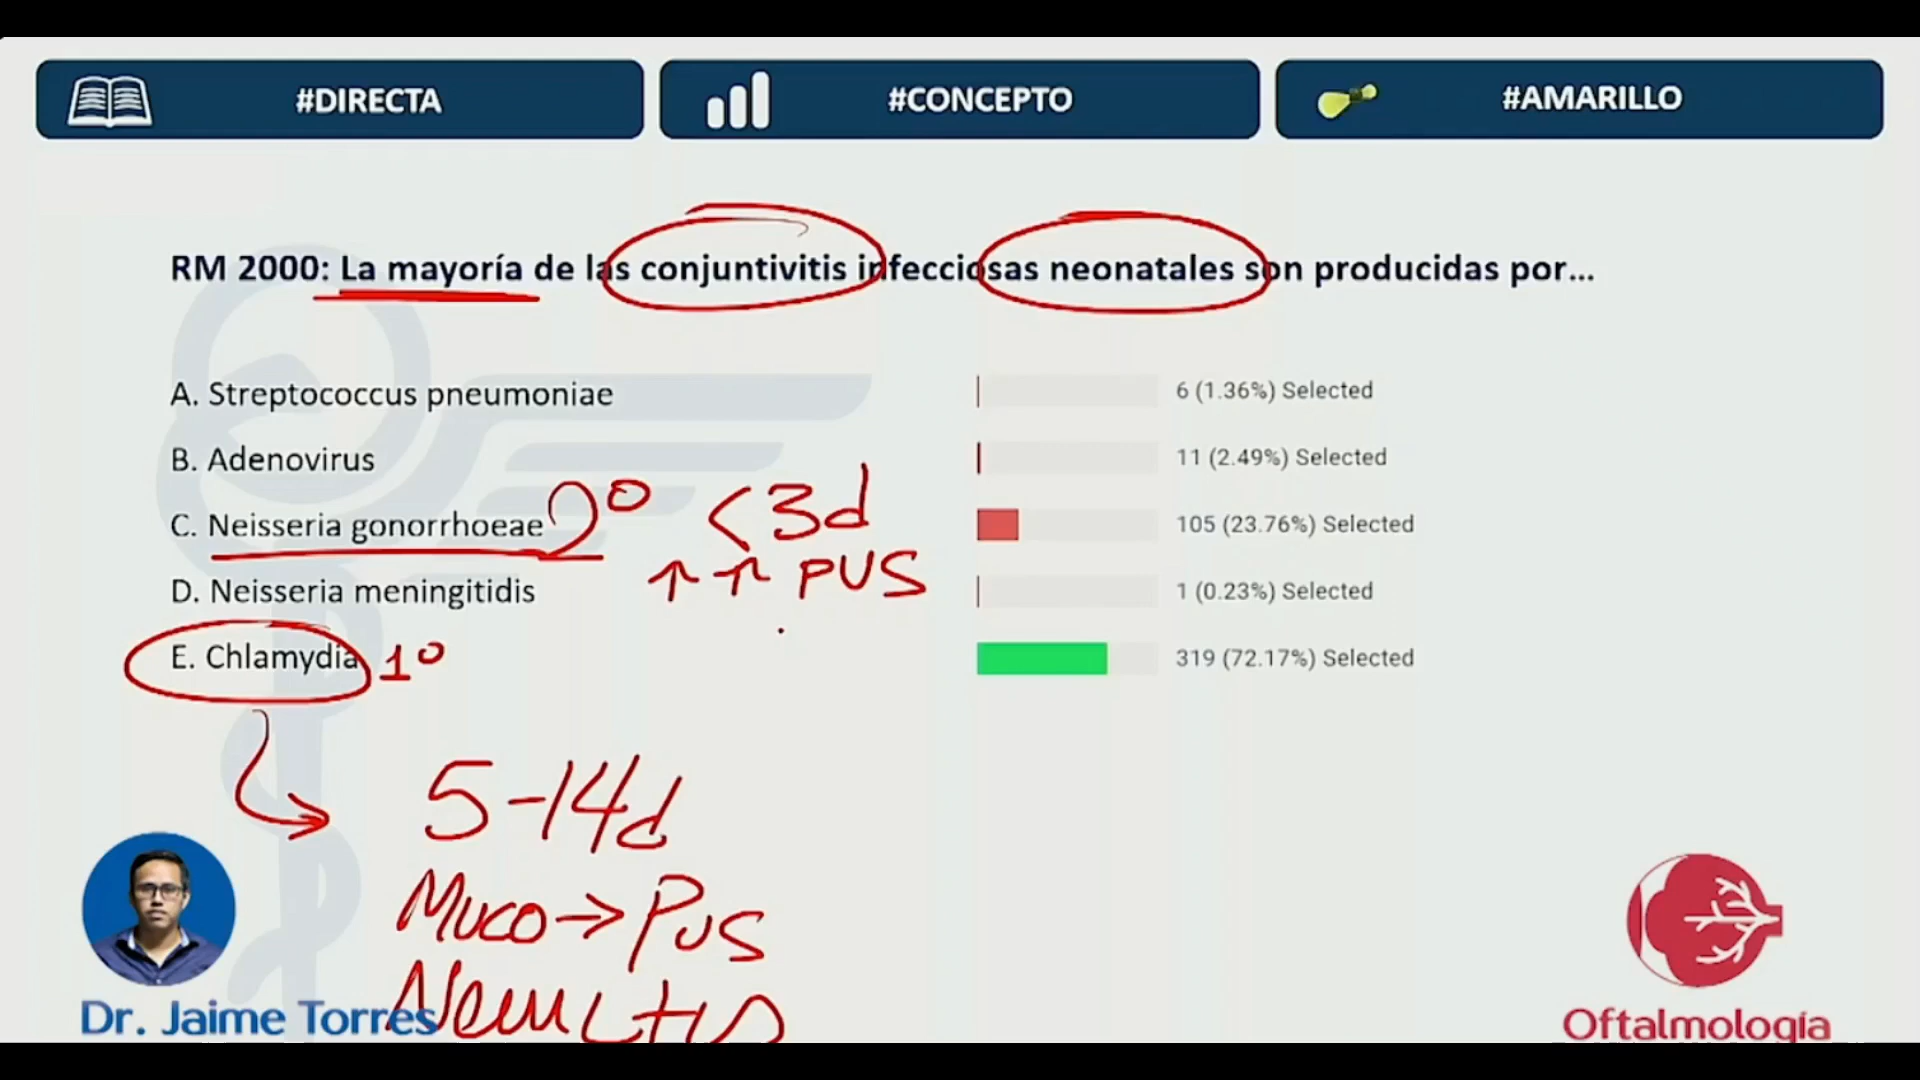 #DIRECTA
#CONCEPTO
#AMARILLO
RM 2000: La mayoría de las conjuntivitis infecciosas neonatales son producidas por...
A. Streptococcus pneumoniae
6 (1.36%) Selected
B. Adenovirus
11 (2.49%) Selected
C. Neisseria gonorrhoeae 2º <3d
105 (23.76%) Selected
↑↑ PUS
D. Neisseria meningitidis
1 (0.23%) Selected
E. Chlamydia 1º
319 (72.17%) Selected
5-14d
Muco → PUS
Dr. Jaime Torres
Oftalmología